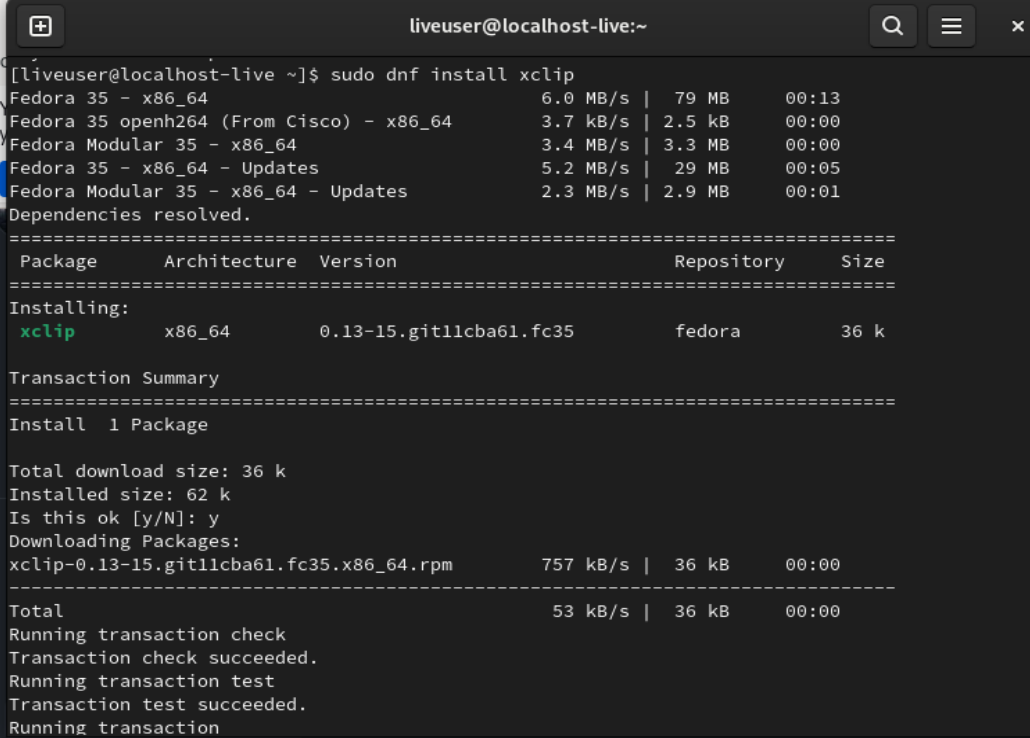 liveuser@localhost-live:~
[liveuser@localhost-live ~]$ sudo dnf install xclip
Fedora 35 - x86_64                              6.0 MB/s |  79 MB     00:13
Fedora 35 openh264 (From Cisco) - x86_64        3.7 kB/s | 2.5 kB     00:00
Fedora Modular 35 - x86_64                      3.4 MB/s | 3.3 MB     00:00
Fedora 35 - x86_64 - Updates                    5.2 MB/s |  29 MB     00:05
Fedora Modular 35 - x86_64 - Updates            2.3 MB/s | 2.9 MB     00:01
Dependencies resolved.
================================================================================
 Package      Architecture  Version                         Repository     Size
================================================================================
Installing:
 xclip        x86_64        0.13-15.git11cba61.fc35         fedora         36 k

Transaction Summary
================================================================================
Install  1 Package

Total download size: 36 k
Installed size: 62 k
Is this ok [y/N]: y
Downloading Packages:
xclip-0.13-15.git11cba61.fc35.x86_64.rpm        757 kB/s |  36 kB     00:00
--------------------------------------------------------------------------------
Total                                            53 kB/s |  36 kB     00:00
Running transaction check
Transaction check succeeded.
Running transaction test
Transaction test succeeded.
Running transaction